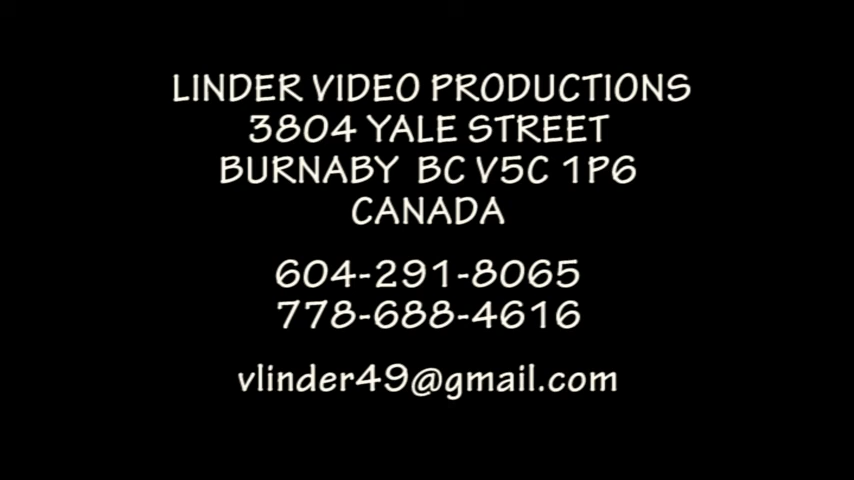 LINDER VIDEO PRODUCTIONS
3804 YALE STREET
BURNABY BC V5C 1P6
CANADA
604-291-8065
778-688-4616
vlinder49@gmail.com